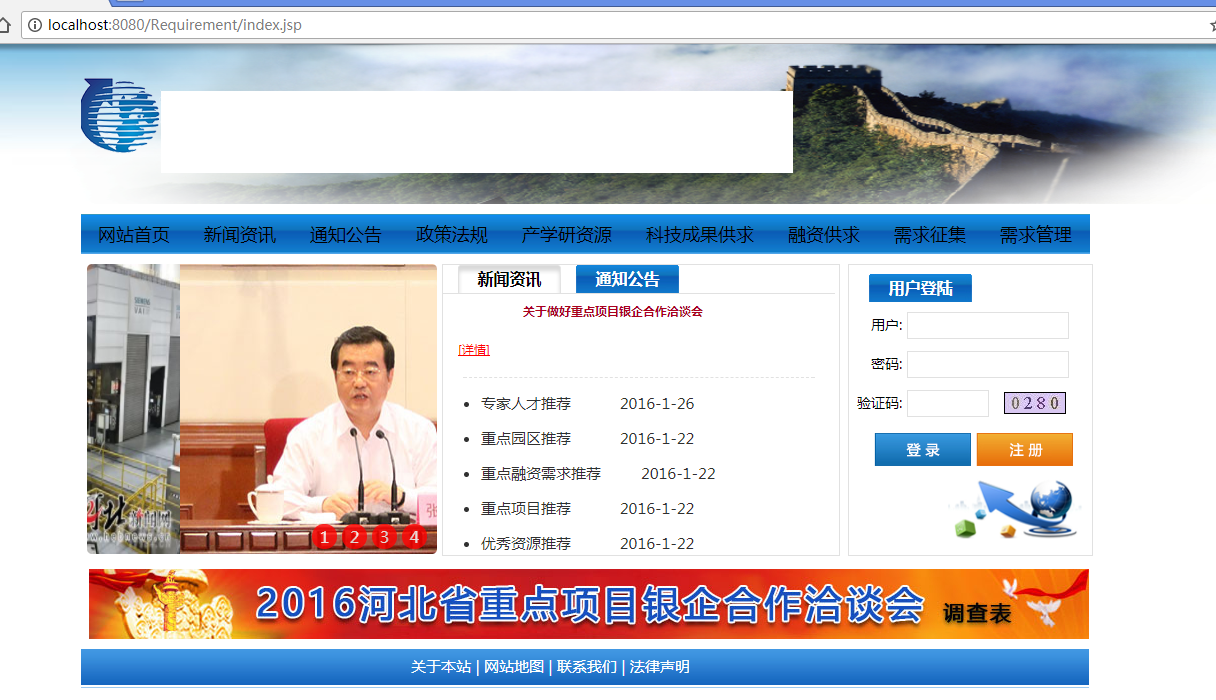 localhost:8080/Requirement/index.jsp
网站首页 新闻资讯 通知公告 政策法规 产学研资源 科技成果供求 融资供求 需求征集 需求管理
新闻资讯 通知公告
关于做好重点项目银企合作洽谈会
[详情]
专家人才推荐 2016-1-26
重点园区推荐 2016-1-22
重点融资需求推荐 2016-1-22
重点项目推荐 2016-1-22
优秀资源推荐 2016-1-22
1 2 3 4
用户登陆
用户:
密码:
验证码: 0280
登 录 注 册
2016河北省重点项目银企合作洽谈会 调查表
关于本站 | 网站地图 | 联系我们 | 法律声明